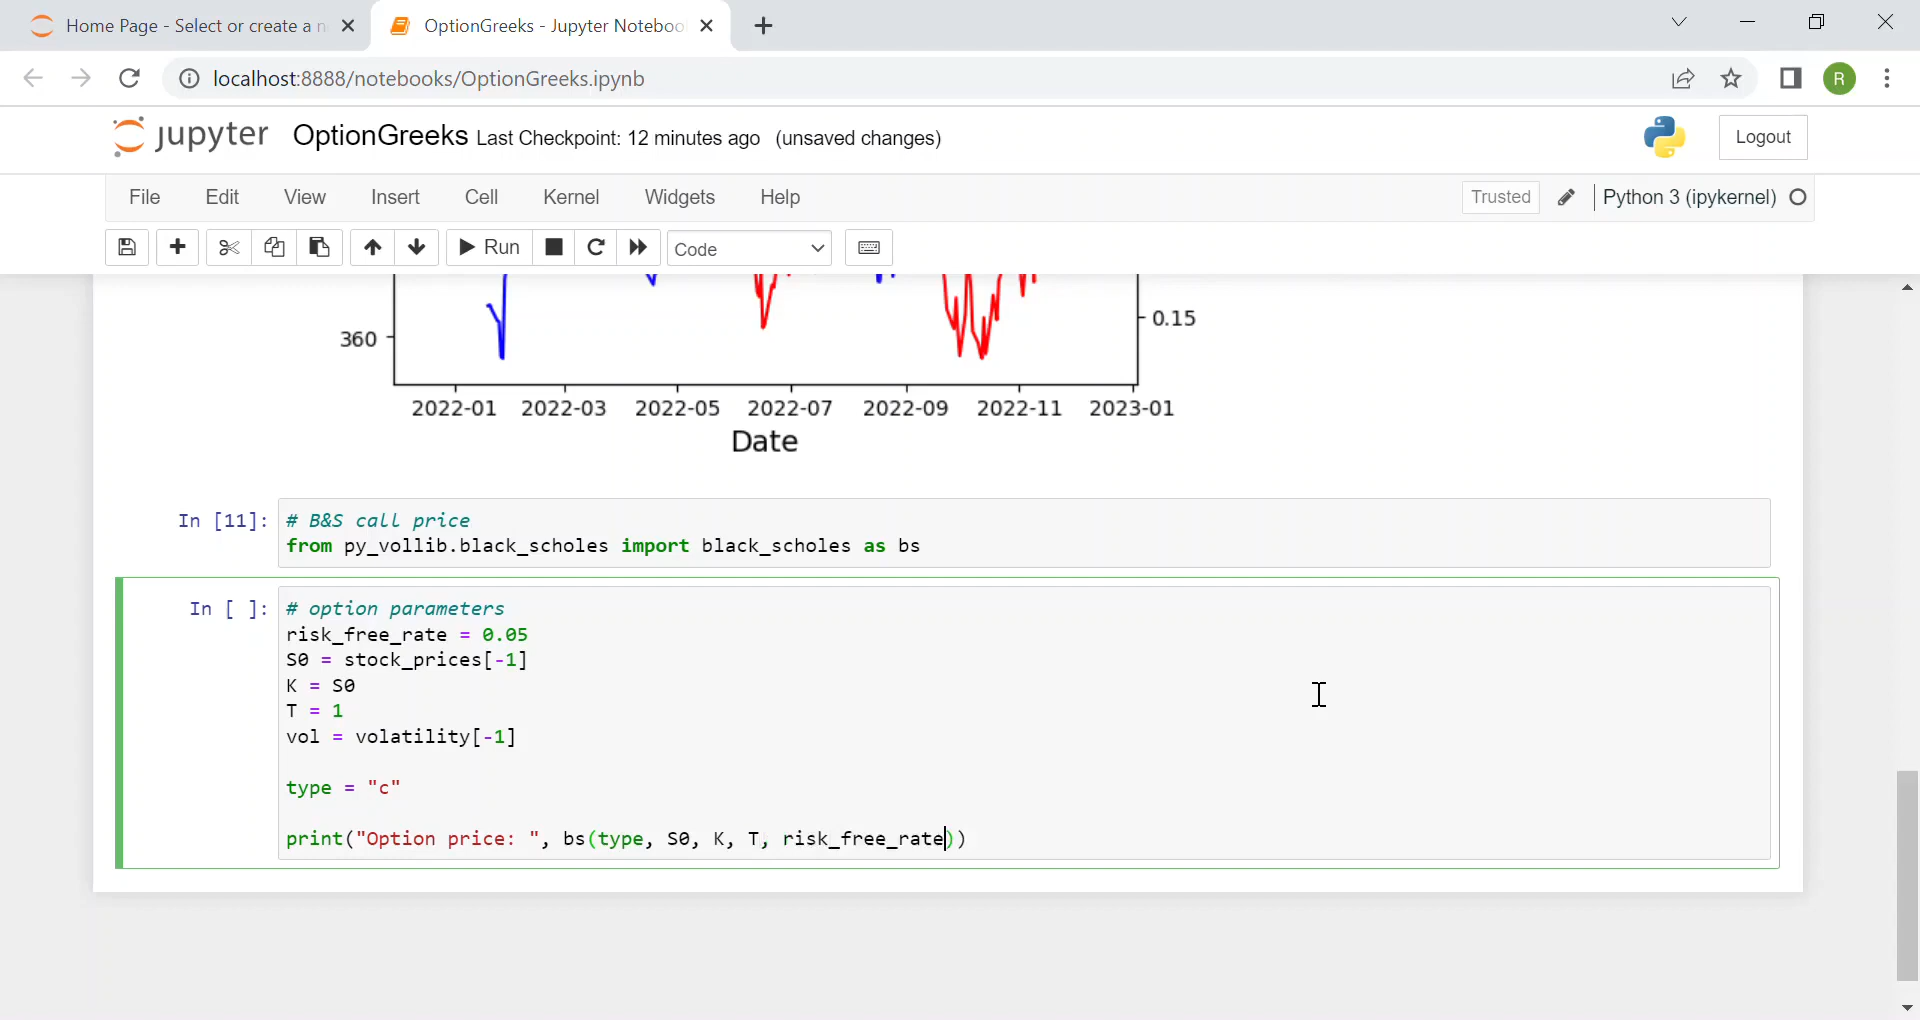 Home Page - Select or create a n
OptionGreeks - Jupyter Noteboo
localhost:8888/notebooks/OptionGreeks.ipynb
R
jupyter OptionGreeks Last Checkpoint: 12 minutes ago (unsaved changes)
Logout
File Edit View Insert Cell Kernel Widgets Help
Trusted Python 3 (ipykernel)
Run Code
360
0.15
2022-01 2022-03 2022-05 2022-07 2022-09 2022-11 2023-01
Date
In [11]: # B&S call price
from py_vollib.black_scholes import black_scholes as bs
In [ ]: # option parameters
risk_free_rate = 0.05
S0 = stock_prices[-1]
K = S0
T = 1
vol = volatility[-1]
type = "c"
print("Option price: ", bs(type, S0, K, T, risk_free_rate))